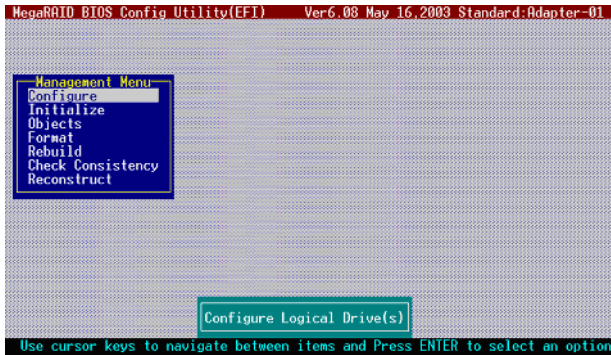 MegaRAID BIOS Config Utility(EFI) Ver6.08 May 16,2003 Standard:Adapter-01
Management Menu
Configure
Initialize
Objects
Format
Rebuild
Check Consistency
Reconstruct
Configure Logical Drive(s)
Use cursor keys to navigate between items and Press ENTER to select an option